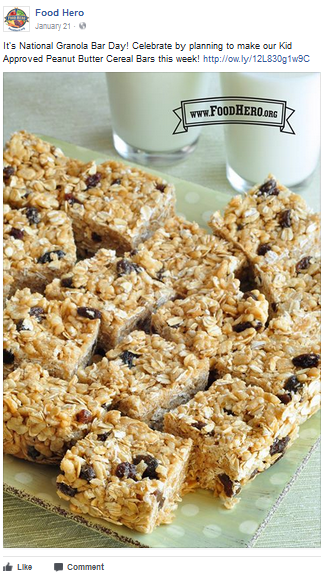 Food Hero
January 21
It's National Granola Bar Day! Celebrate by planning to make our Kid
Approved Peanut Butter Cereal Bars this week! http://ow.ly/12L830g1w9C
www.FoodHero.org
Like Comment